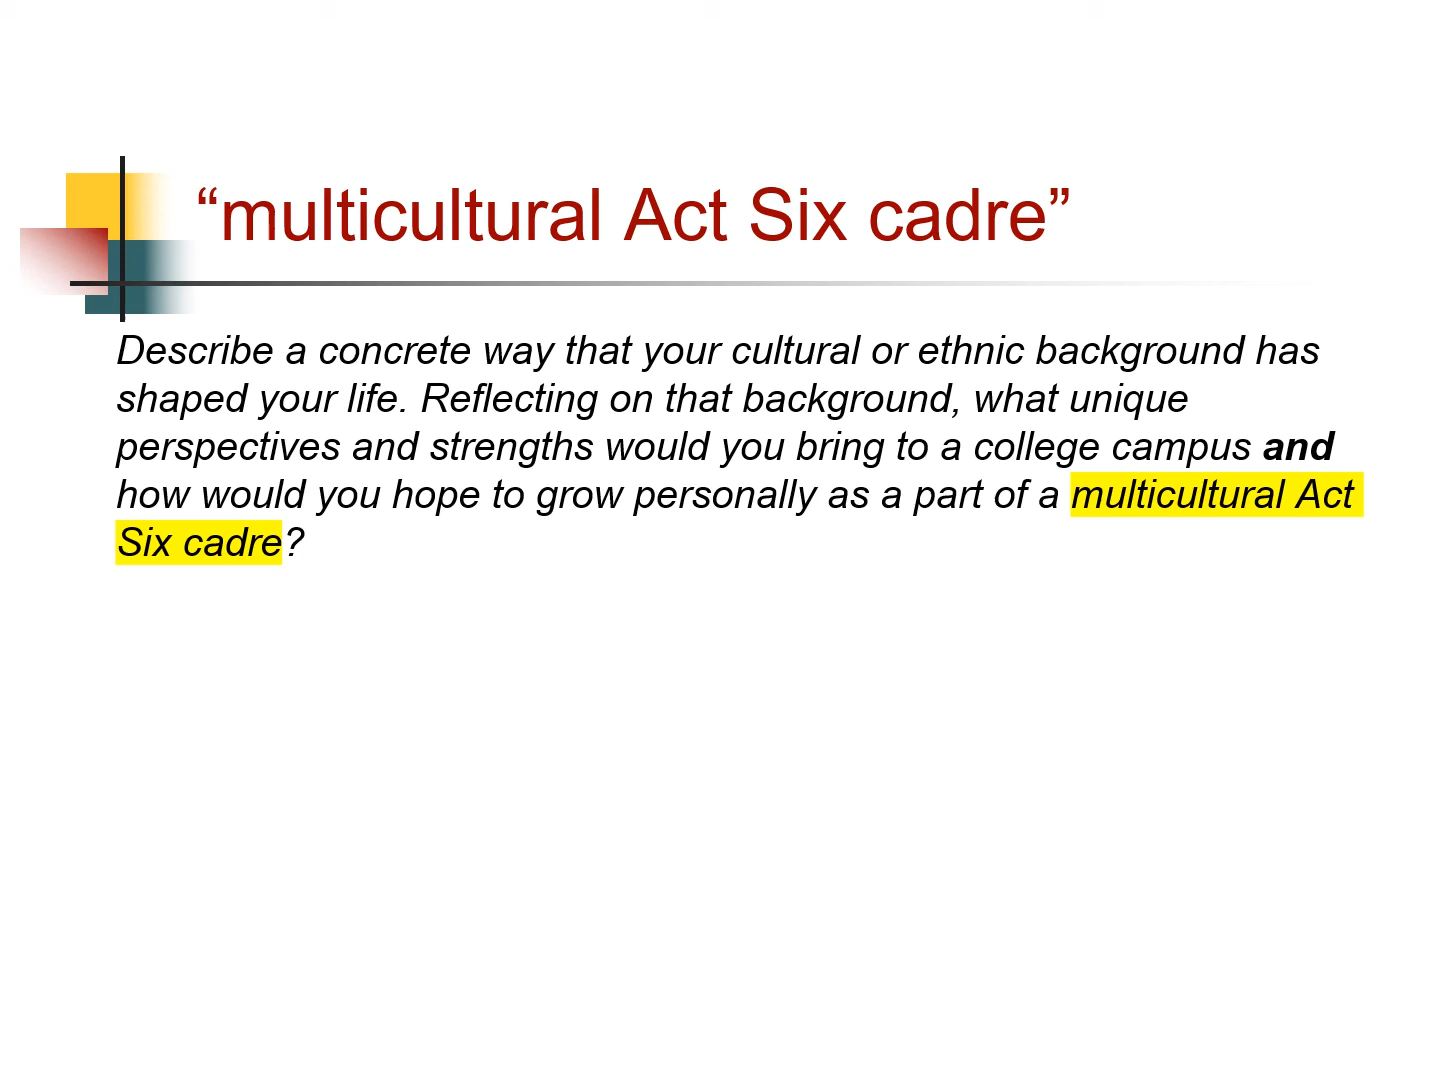 “multicultural Act Six cadre”
Describe a concrete way that your cultural or ethnic background has
shaped your life. Reflecting on that background, what unique
perspectives and strengths would you bring to a college campus and
how would you hope to grow personally as a part of a multicultural Act
Six cadre?